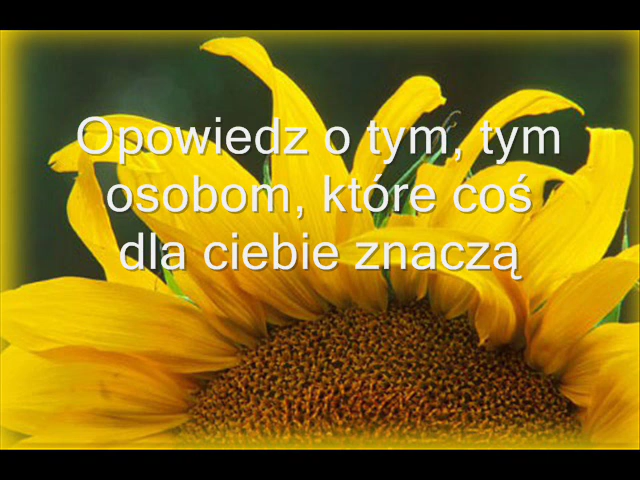 Opowiedz o tym, tym
osobom, które coś
dla ciebie znaczą